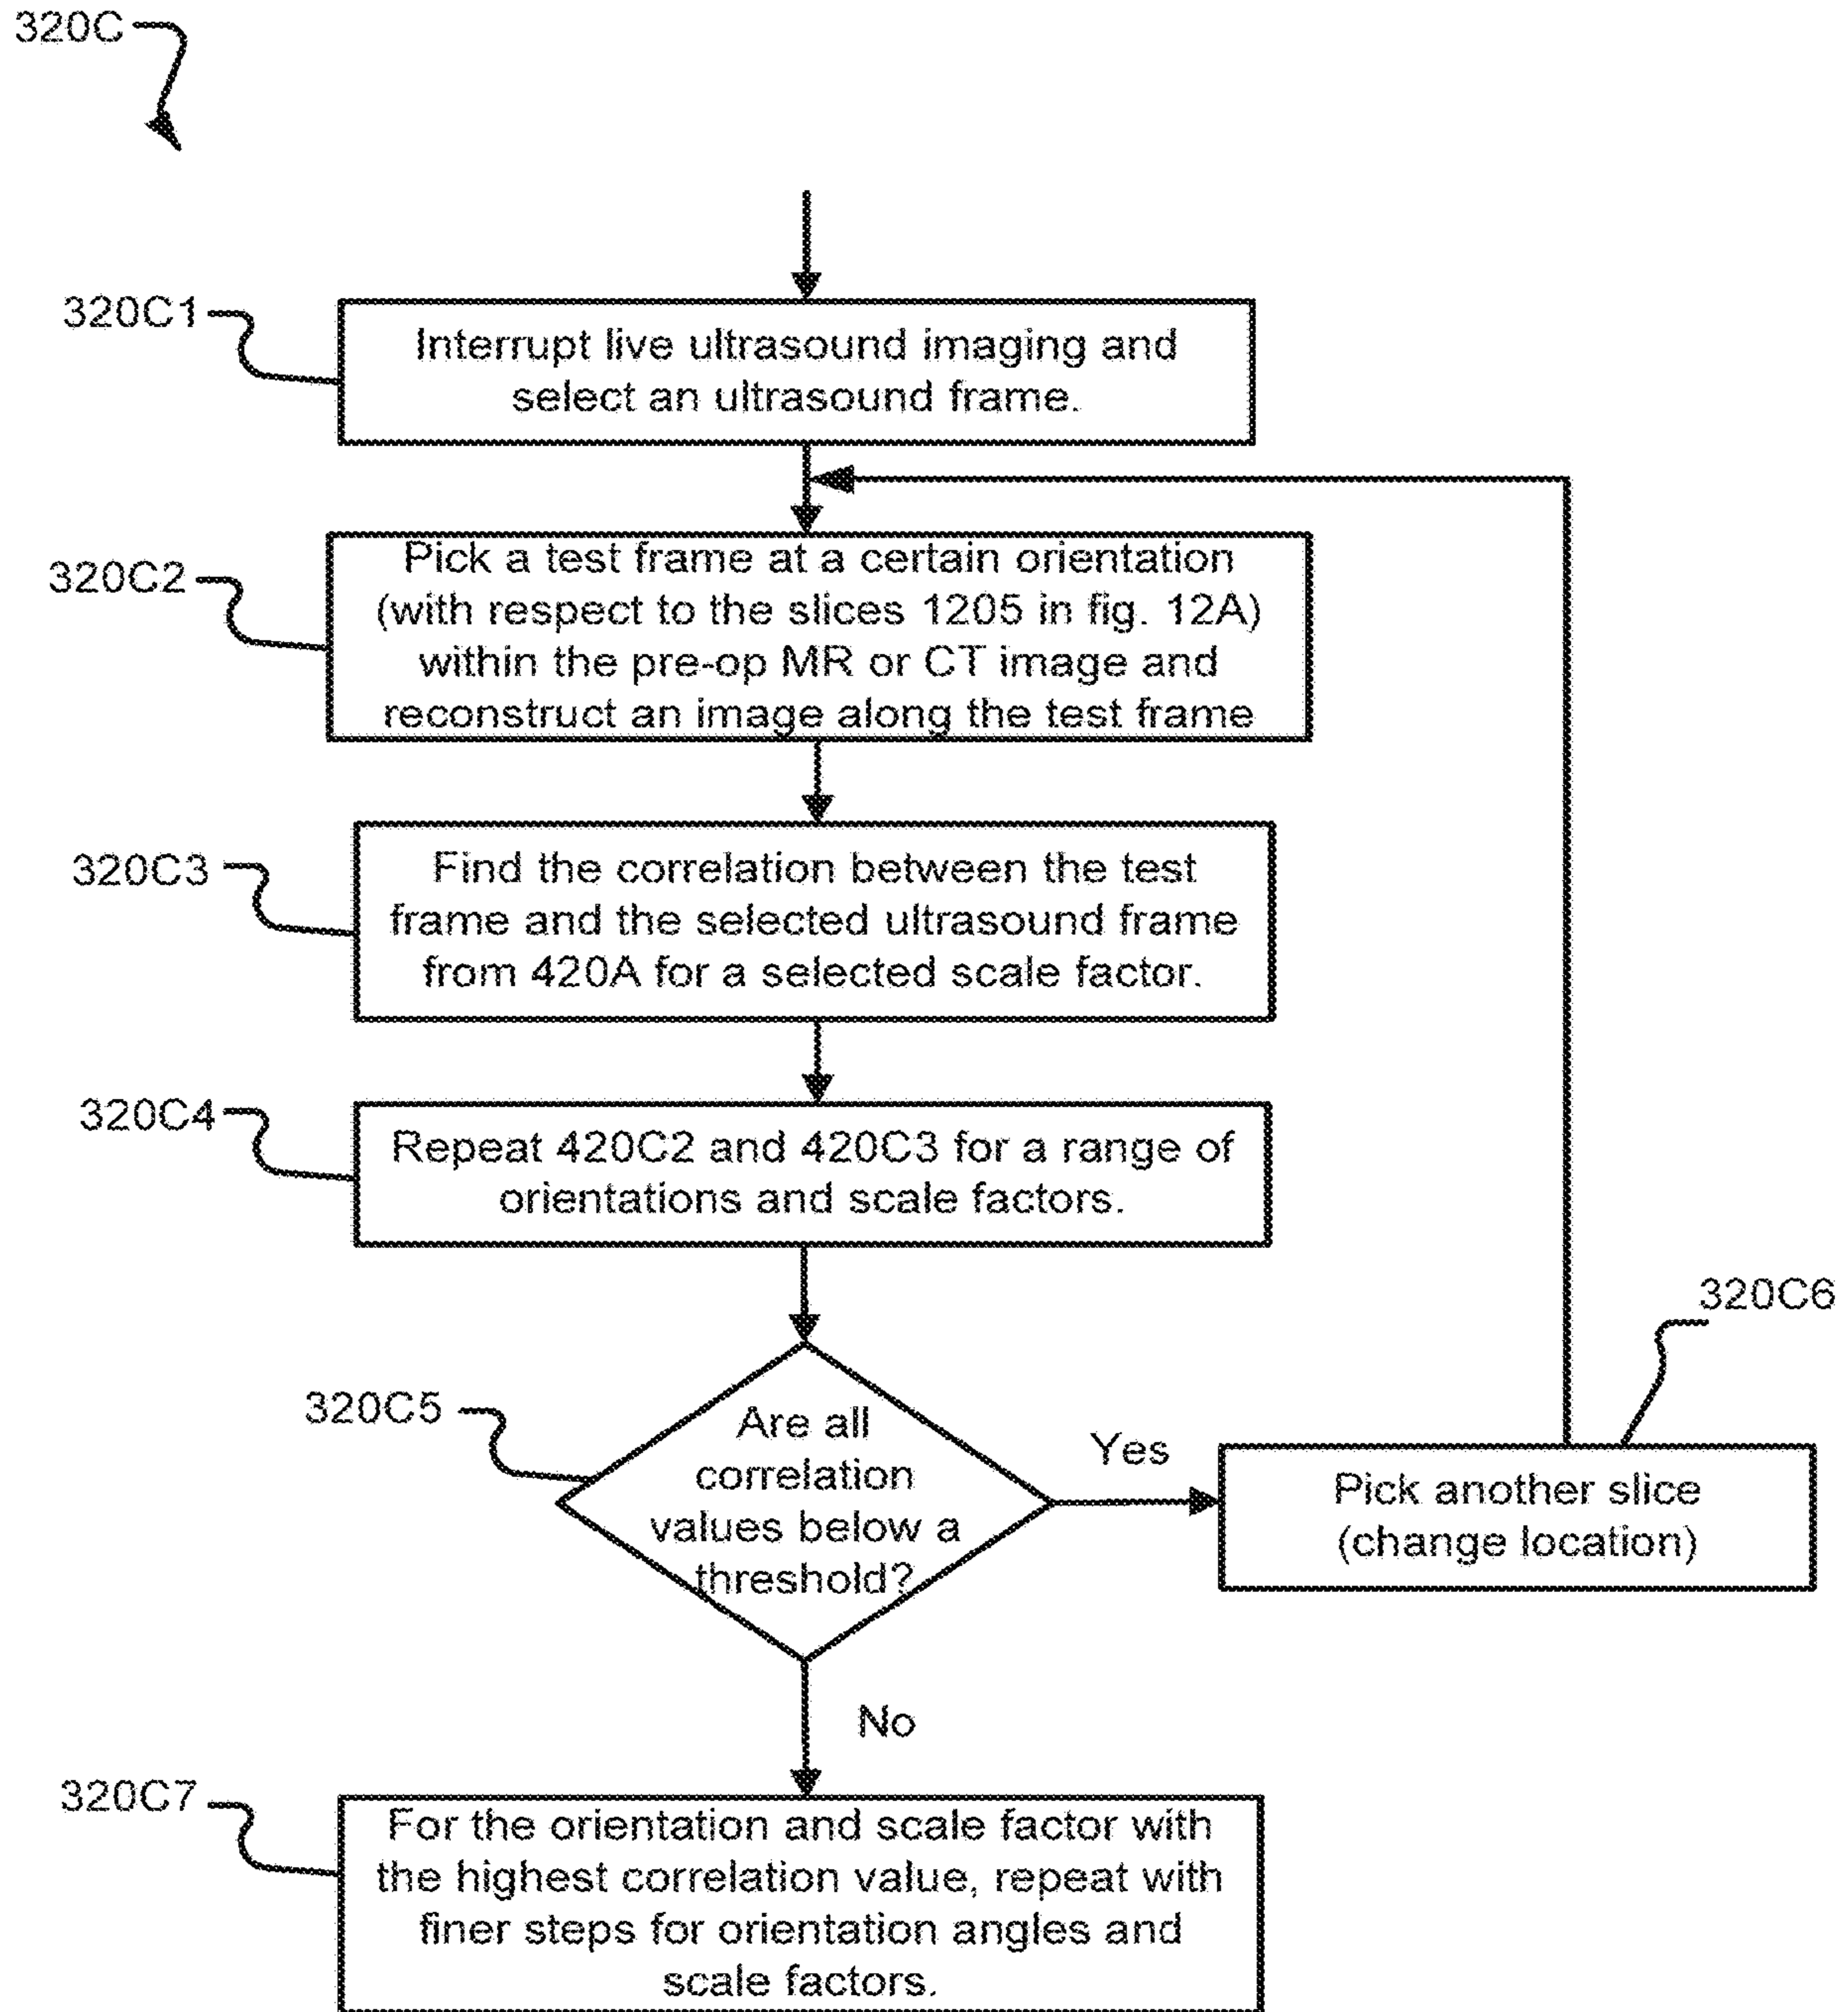 320C
320C1
Interrupt live ultrasound imaging and
select an ultrasound frame.
320C2
Pick a test frame at a certain orientation
(with respect to the slices 1205 in fig. 12A)
within the pre-op MR or CT image and
reconstruct an image along the test frame
320C3
Find the correlation between the test
frame and the selected ultrasound frame
from 420A for a selected scale factor.
320C4
Repeat 420C2 and 420C3 for a range of
orientations and scale factors.
320C5
Are all
correlation
values below a
threshold?
Yes
320C6
Pick another slice
(change location)
No
320C7
For the orientation and scale factor with
the highest correlation value, repeat with
finer steps for orientation angles and
scale factors.